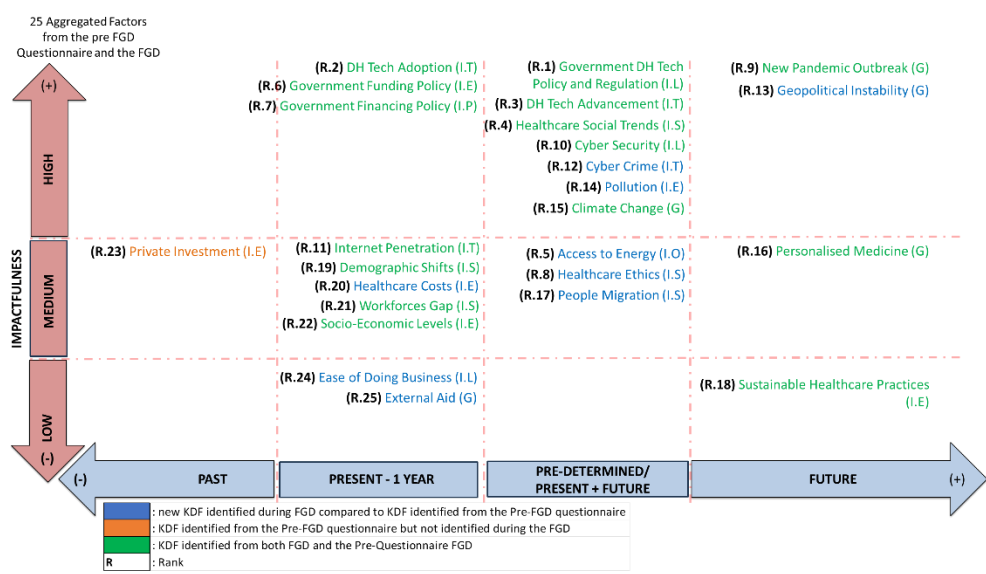 25 Aggregated Factors
from the pre FGD
Questionnaire and the FGD
(+)
HIGH
MEDIUM
LOW
(-)
IMPACTFULNESS
(R.2) DH Tech Adoption (I.T)
(R.6) Government Funding Policy (I.E)
(R.7) Government Financing Policy (I.P)
(R.1) Government DH Tech
Policy and Regulation (I.L)
(R.3) DH Tech Advancement (I.T)
(R.4) Healthcare Social Trends (I.S)
(R.10) Cyber Security (I.L)
(R.12) Cyber Crime (I.T)
(R.14) Pollution (I.E)
(R.15) Climate Change (G)
(R.9) New Pandemic Outbreak (G)
(R.13) Geopolitical Instability (G)
(R.23) Private Investment (I.E)
(R.11) Internet Penetration (I.T)
(R.19) Demographic Shifts (I.S)
(R.20) Healthcare Costs (I.E)
(R.21) Workforces Gap (I.S)
(R.22) Socio-Economic Levels (I.E)
(R.5) Access to Energy (I.O)
(R.8) Healthcare Ethics (I.S)
(R.17) People Migration (I.S)
(R.16) Personalised Medicine (G)
(R.24) Ease of Doing Business (I.L)
(R.25) External Aid (G)
(R.18) Sustainable Healthcare Practices
(I.E)
(-)
PAST
PRESENT - 1 YEAR
PRE-DETERMINED/
PRESENT + FUTURE
FUTURE
(+)
: new KDF identified during FGD compared to KDF identified from the Pre-FGD questionnaire
: KDF identified from the Pre-FGD questionnaire but not identified during the FGD
: KDF identified from both FGD and the Pre-Questionnaire FGD
R : Rank